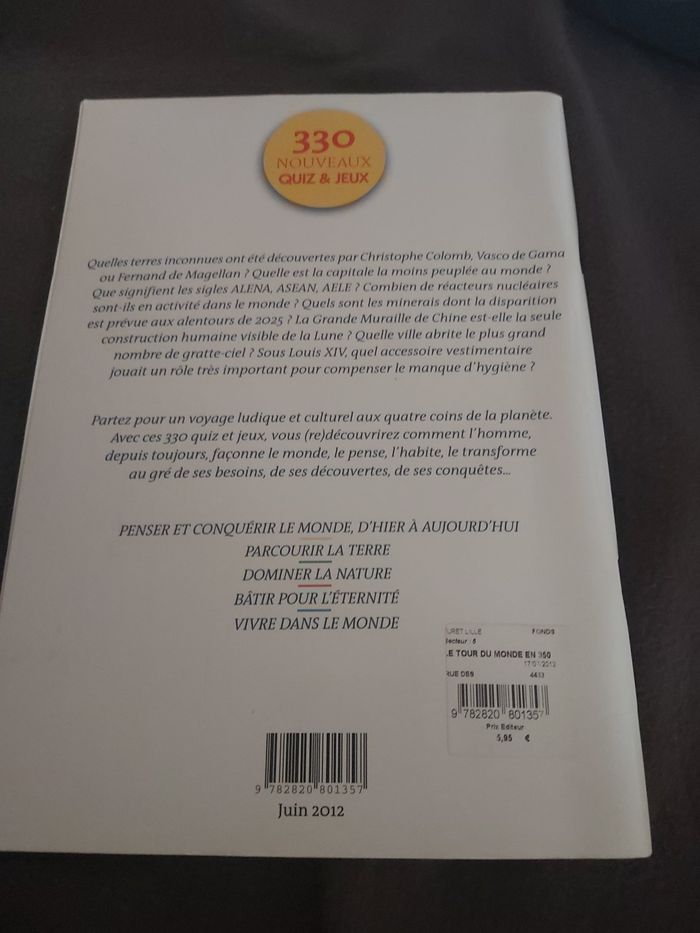 330
NOUVEAUX
QUIZ & JEUX
Quelles terres inconnues ont été découvertes par Christophe Colomb, Vasco de Gama
ou Fernand de Magellan ? Quelle est la capitale la moins peuplée au monde ?
Que signifient les sigles ALENA, ASEAN, AELE ? Combien de réacteurs nucléaires
sont-ils en activité dans le monde ? Quels sont les minerais dont la disparition
est prévue aux alentours de 2025 ? La Grande Muraille de Chine est-elle la seule
construction humaine visible de la Lune ? Quelle ville abrite le plus grand
nombre de gratte-ciel ? Sous Louis XIV, quel accessoire vestimentaire
jouait un rôle très important pour compenser le manque d'hygiène ?
Partez pour un voyage ludique et culturel aux quatre coins de la planète.
Avec ces 330 quiz et jeux, vous (re)découvrirez comment l'homme,
depuis toujours, façonne le monde, le pense, l'habite, le transforme
au gré de ses besoins, de ses découvertes, de ses conquêtes...
PENSER ET CONQUÉRIR LE MONDE, D'HIER À AUJOURD'HUI
PARCOURIR LA TERRE
DOMINER LA NATURE
BÂTIR POUR L'ÉTERNITÉ
VIVRE DANS LE MONDE
URET LILLE FONDS
lecteur : 5
LE TOUR DU MONDE EN
RUE DES 4433
9 782820 801357
Prix Editeur
5,95 €
9 782820 801357
Juin 2012